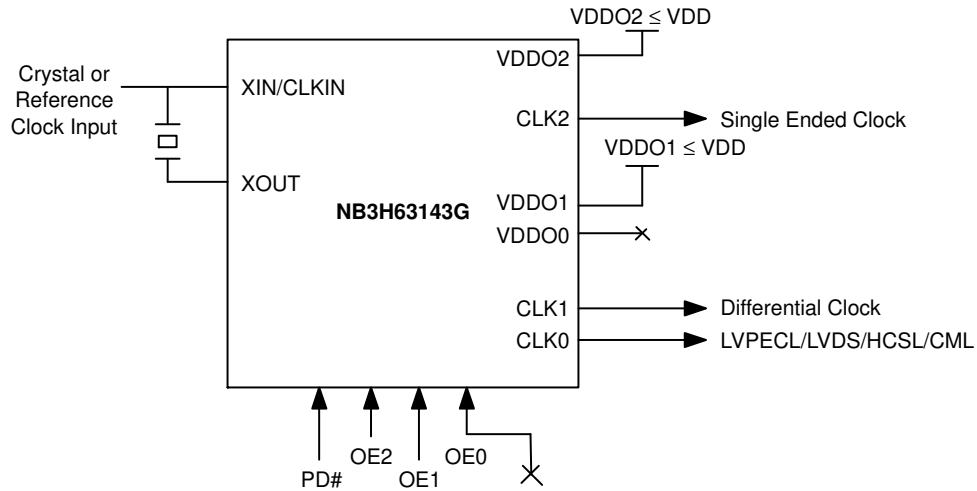 VDDO2 ≤ VDD
VDDO2
Crystal or
Reference
Clock Input
XIN/CLKIN
CLK2
Single Ended Clock
VDDO1 ≤ VDD
XOUT
NB3H63143G
VDDO1
VDDO0
CLK1
Differential Clock
CLK0
LVPECL/LVDS/HCSL/CML
PD#
OE2
OE1
OE0